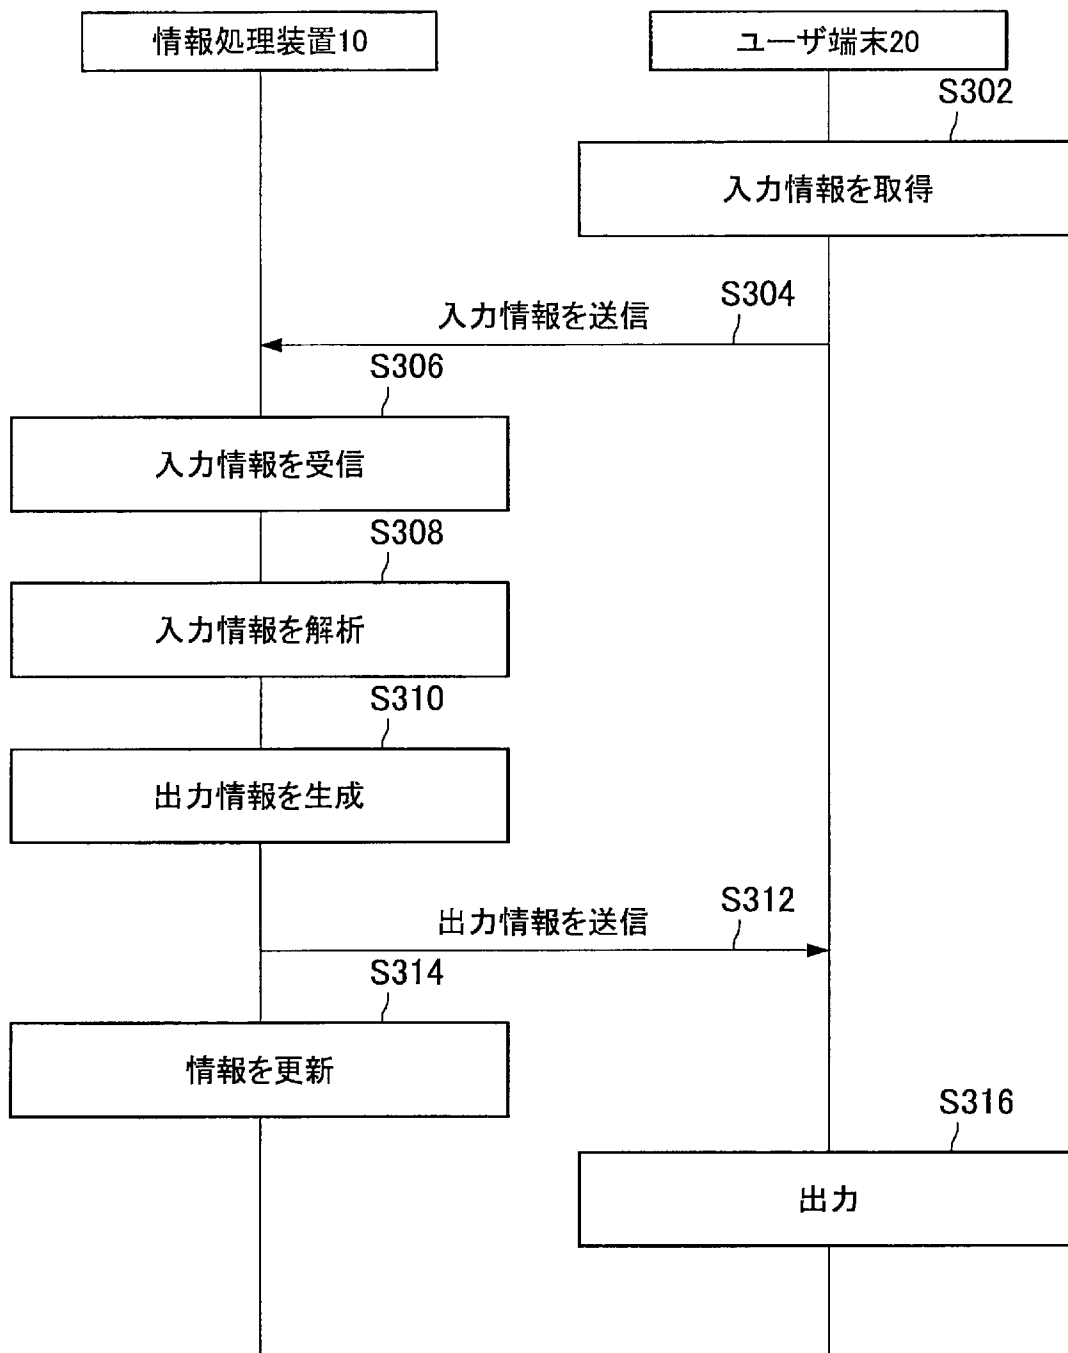 情報処理装置10
ユーザ端末20
S302
入力情報を取得
S304
入力情報を送信
S306
入力情報を受信
S308
入力情報を解析
S310
出力情報を生成
S312
出力情報を送信
S314
情報を更新
S316
出力